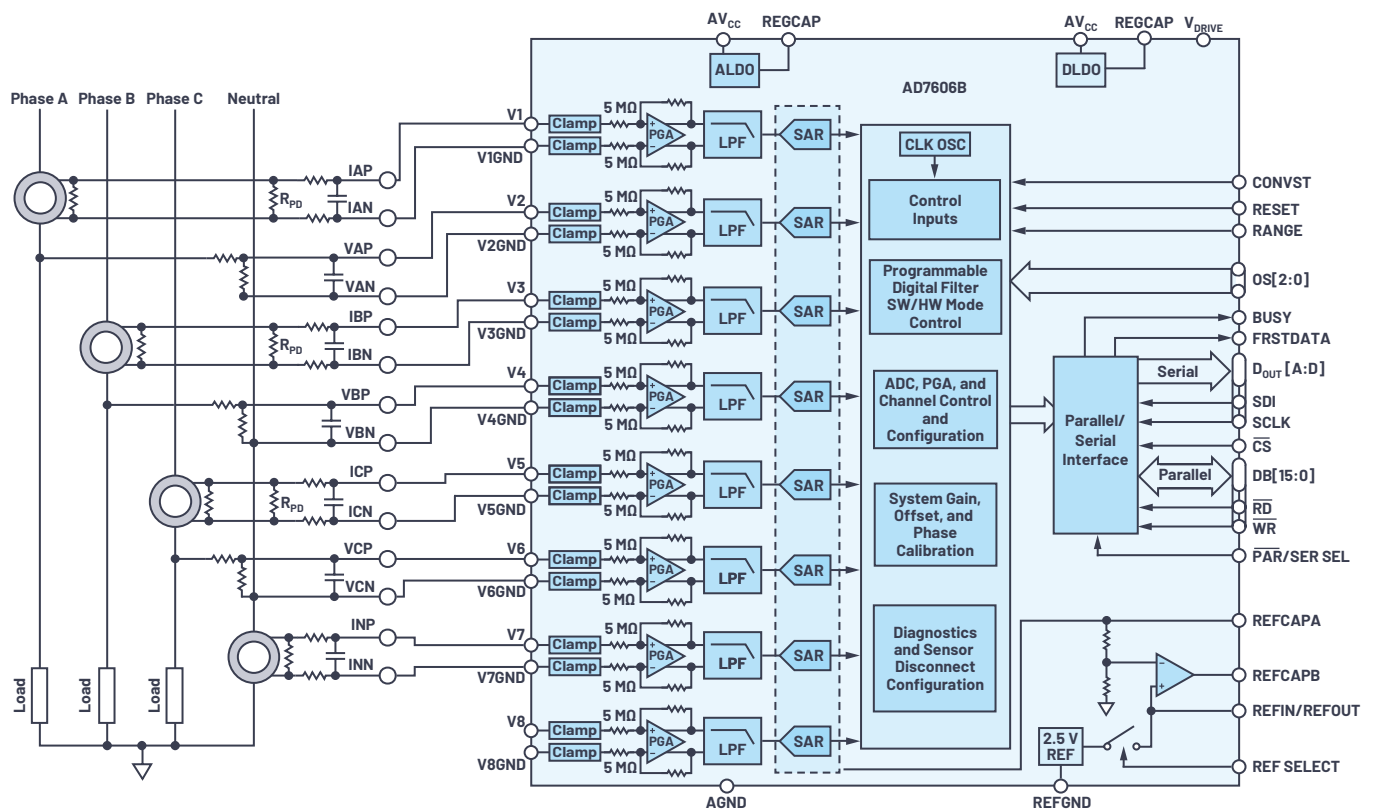 AVCC
REGCAP
AVCC
REGCAP
VDRIVE
ALDO
DLDO
AD7606B
Phase A
Phase B
Phase C
Neutral
V1
V1GND
Clamp
Clamp
5 MΩ
5 MΩ
+
−
PGA
LPF
SAR
IAP
IAN
RPD
V2
V2GND
Clamp
Clamp
5 MΩ
5 MΩ
+
−
PGA
LPF
SAR
VAP
VAN
V3
V3GND
Clamp
Clamp
5 MΩ
5 MΩ
+
−
PGA
LPF
SAR
IBP
IBN
RPD
V4
V4GND
Clamp
Clamp
5 MΩ
5 MΩ
+
−
PGA
LPF
SAR
VBP
VBN
V5
V5GND
Clamp
Clamp
5 MΩ
5 MΩ
+
−
PGA
LPF
SAR
ICP
ICN
RPD
V6
V6GND
Clamp
Clamp
5 MΩ
5 MΩ
+
−
PGA
LPF
SAR
VCP
VCN
V7
V7GND
Clamp
Clamp
5 MΩ
5 MΩ
+
−
PGA
LPF
SAR
INP
INN
V8
V8GND
Clamp
Clamp
5 MΩ
5 MΩ
+
−
PGA
LPF
SAR
Load
Load
Load
CLK OSC
Control
Inputs
Programmable
Digital Filter
SW/HW Mode
Control
ADC, PGA, and
Channel Control
and
Configuration
System Gain,
Offset, and
Phase
Calibration
Diagnostics
and Sensor
Disconnect
Configuration
Parallel/
Serial
Interface
Serial
Parallel
CONVST
RESET
RANGE
OS[2:0]
BUSY
FRSTDATA
DOUT[A:D]
SDI
SCLK
C̅S̅
DB[15:0]
R̅D̅
W̅R̅
P̅A̅R̅/SER SEL
REFCAPA
−
+
REFCAPB
REFIN/REFOUT
2.5 V
REF
REF SELECT
AGND
REFGND